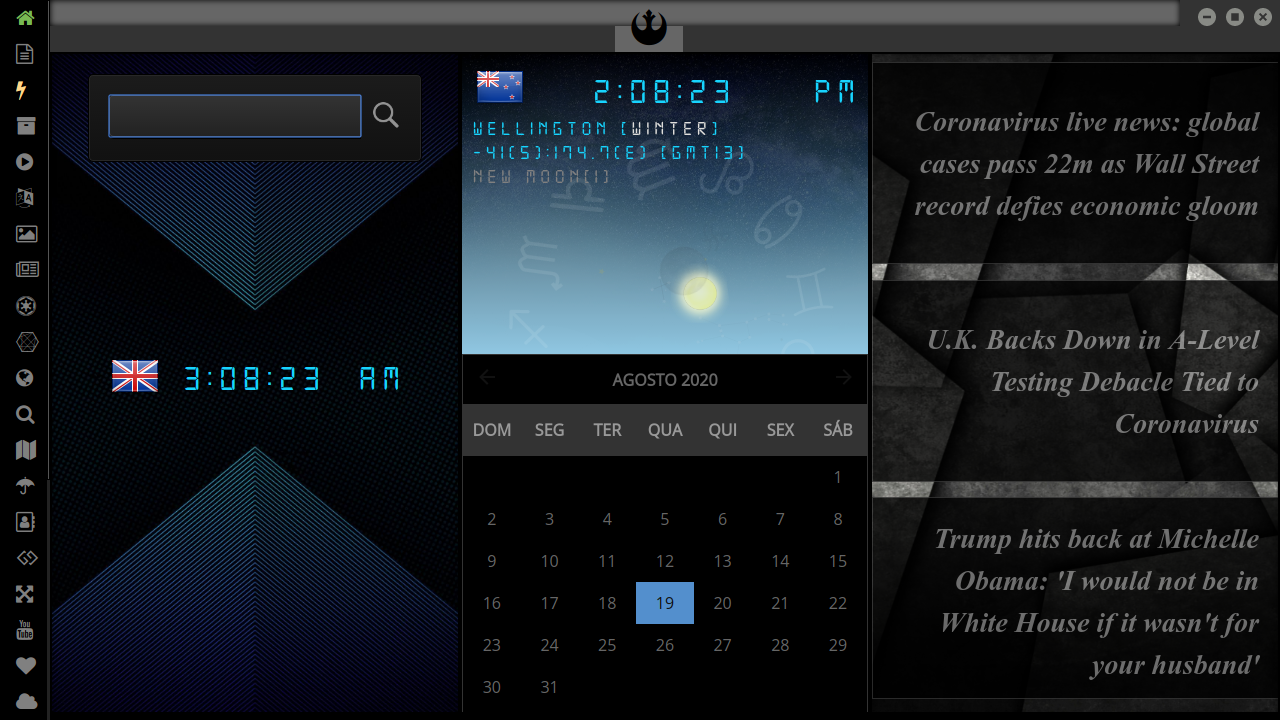 3:08:23 AM
2:08:23 PM
WELLINGTON (WINTER)
-41(S):174.7(E) (GMT13)
NEW MOON(1)
AGOSTO 2020
DOM SEG TER QUA QUI SEX SÁB
1
2 3 4 5 6 7 8
9 10 11 12 13 14 15
16 17 18 19 20 21 22
23 24 25 26 27 28 29
30 31
Coronavirus live news: global
cases pass 22m as Wall Street
record defies economic gloom
U.K. Backs Down in A-Level
Testing Debacle Tied to
Coronavirus
Trump hits back at Michelle
Obama: 'I would not be in
White House if it wasn't for
your husband'
You
Tube